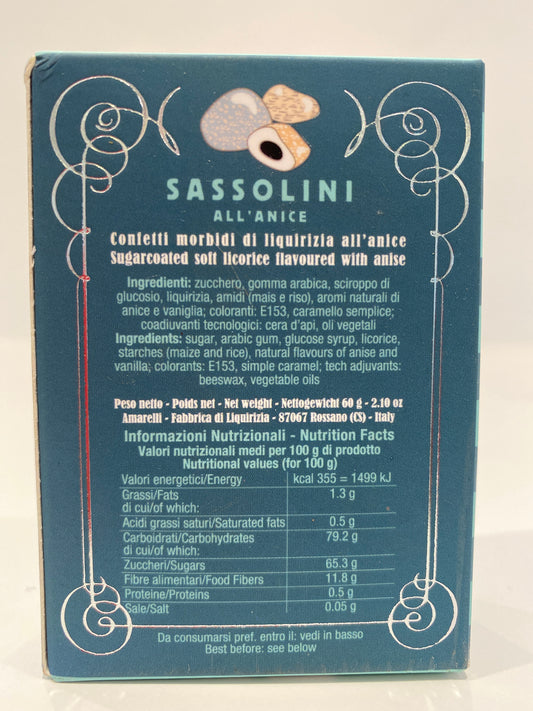 SASSOLINI
ALL'ANICE
Confetti morbidi di liquirizia all'anice
Sugarcoated soft licorice flavoured with anise
Ingredienti: zucchero, gomma arabica, sciroppo di
glucosio, liquirizia, amidi (mais e riso), aromi naturali di
anice e vaniglia; coloranti: E153, caramello semplice;
coadiuvanti tecnologici: cera d'api, oli vegetali
Ingredients: sugar, arabic gum, glucose syrup, licorice,
starches (maize and rice), natural flavours of anise and
vanilla; colorants: E153, simple caramel; tech adjuvants:
beeswax, vegetable oils
Peso netto - Poids net - Net weight - Nettogewicht 60 g - 2.10 oz
Amarelli - Fabbrica di Liquirizia - 87067 Rossano (CS) - Italy
Informazioni Nutrizionali - Nutrition Facts
Valori nutrizionali medi per 100 g di prodotto
Nutritional values (for 100 g)
Valori energetici/Energy kcal 355 = 1499 kJ
Grassi/Fats 1.3 g
di cui/of which:
Acidi grassi saturi/Saturated fats 0.5 g
Carboidrati/Carbohydrates 79.2 g
di cui/of which:
Zuccheri/Sugars 65.3 g
Fibre alimentari/Food Fibers 11.8 g
Proteine/Proteins 0.5 g
Sale/Salt 0.05 g
Da consumarsi pref. entro il: vedi in basso
Best before: see below